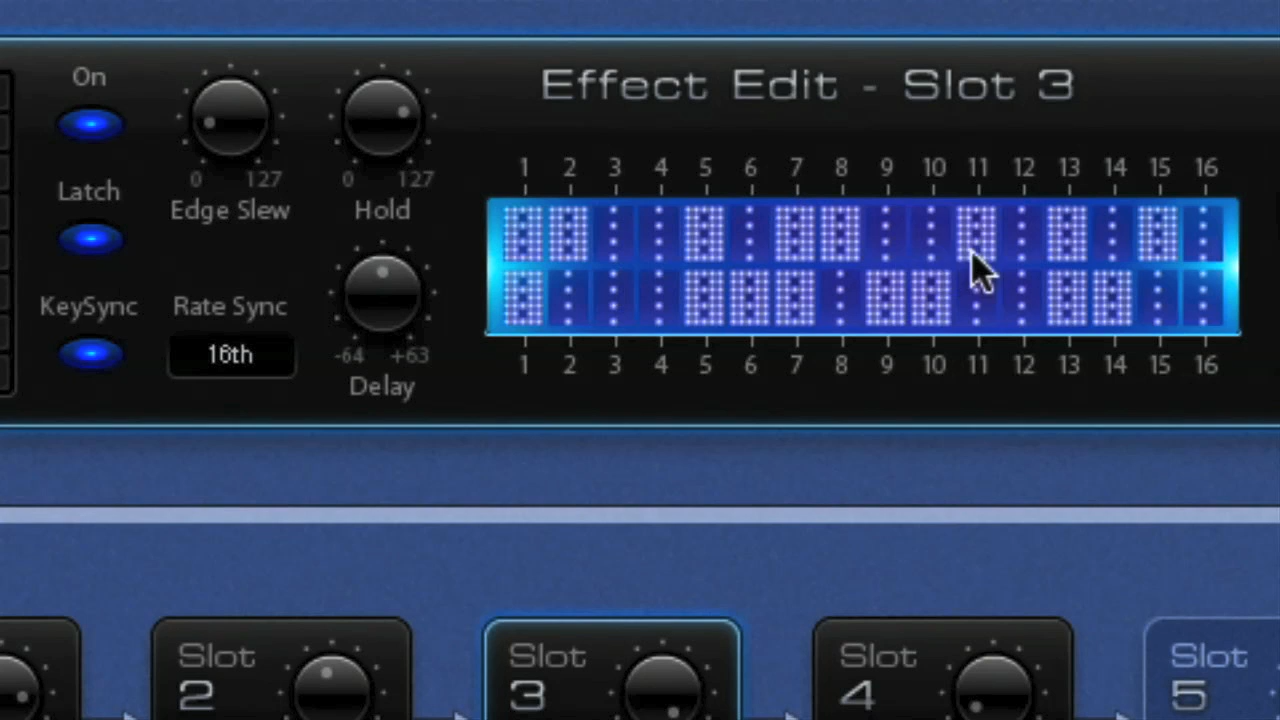 On
Effect Edit - Slot 3
1 2 3 4 5 6 7 8 9 10 11 12 13 14 15 16
0 127 0 127
Latch
Edge Slew Hold
KeySync Rate Sync
16th
-64 +63
1 2 3 4 5 6 7 8 9 10 11 12 13 14 15 16
Delay
Slot Slot Slot Slot
2 3 4 5